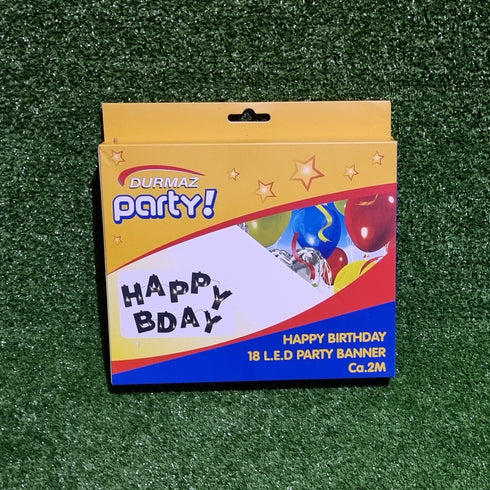 DURMAZ
party!
HAPPY
BDAY
HAPPY BIRTHDAY
18 L.E.D PARTY BANNER
Ca.2M